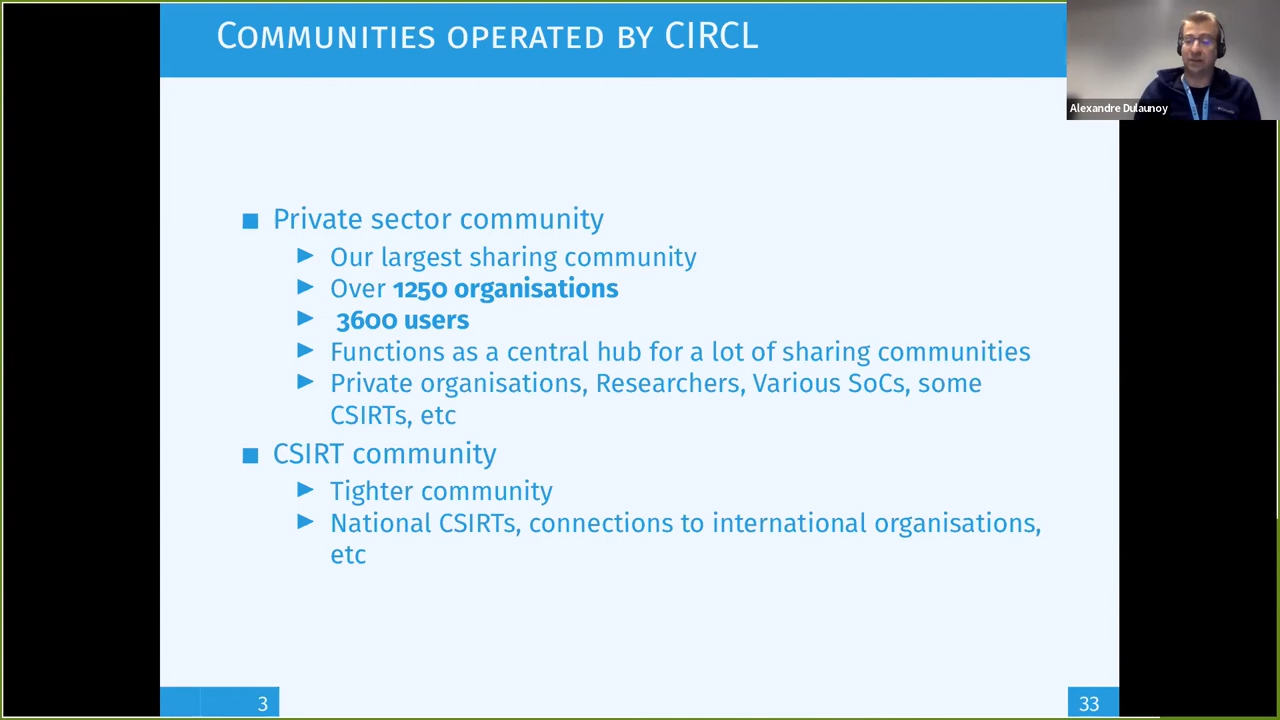 COMMUNITIES OPERATED BY CIRCL
Alexandre Dulaunoy
Private sector community
Our largest sharing community
Over 1250 organisations
3600 users
Functions as a central hub for a lot of sharing communities
Private organisations, Researchers, Various SoCs, some
CSIRTs, etc
CSIRT community
Tighter community
National CSIRTs, connections to international organisations,
etc
3
33